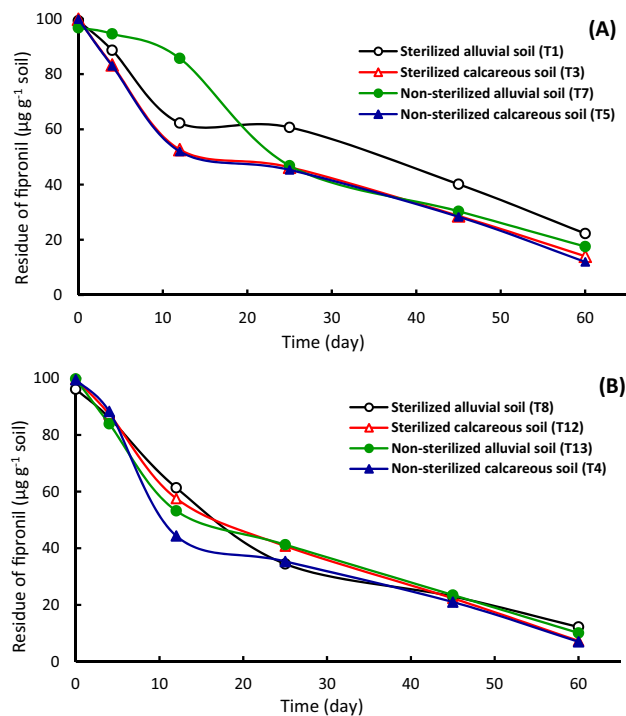 (A)
Sterilized alluvial soil (T1)
Sterilized calcareous soil (T3)
Non-sterilized alluvial soil (T7)
Non-sterilized calcareous soil (T5)
Residue of fipronil (µg g⁻¹ soil)
100
80
60
40
20
0
0 10 20 30 40 50 60
Time (day)
(B)
Sterilized alluvial soil (T8)
Sterilized calcareous soil (T12)
Non-sterilized alluvial soil (T13)
Non-sterilized calcareous soil (T4)
Residue of fipronil (µg g⁻¹ soil)
100
80
60
40
20
0
0 10 20 30 40 50 60
Time (day)